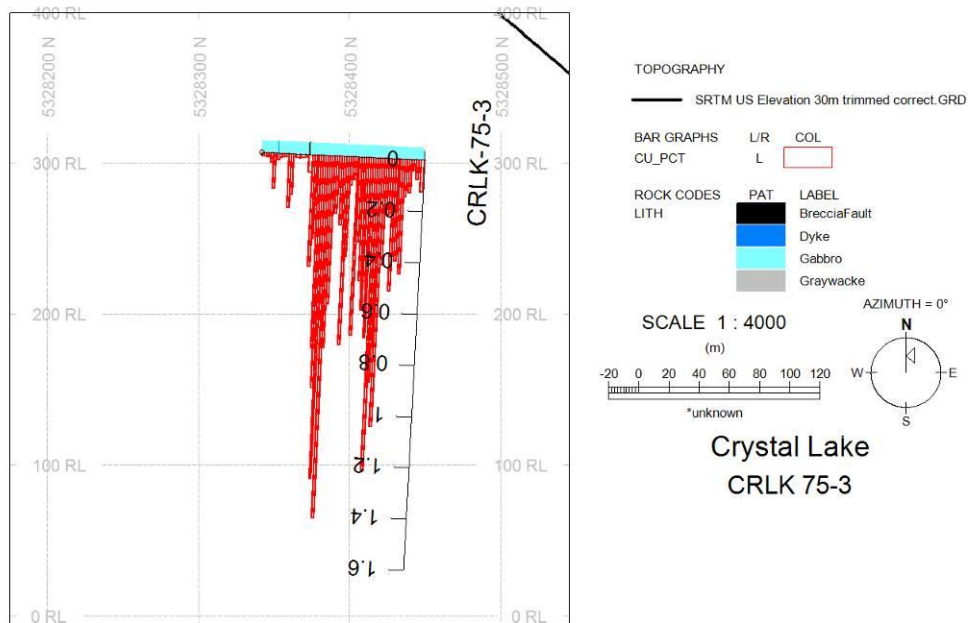 400 RL
400 RL
5328200 N
5328300 N
5328400 N
5328500 N
CRLK-75-3
300 RL
300 RL
0
0.2
0.4
0.6
0.8
1
1.2
1.4
1.6
200 RL
200 RL
100 RL
100 RL
0 RL
0 RL
TOPOGRAPHY
SRTM US Elevation 30m trimmed correct.GRD
BAR GRAPHS L/R COL
CU_PCT L
ROCK CODES PAT LABEL
LITH BrecciaFault
Dyke
Gabbro
Graywacke
AZIMUTH = 0°
N
W E
S
SCALE 1 : 4000
(m)
-20 0 20 40 60 80 100 120
*unknown
Crystal Lake
CRLK 75-3